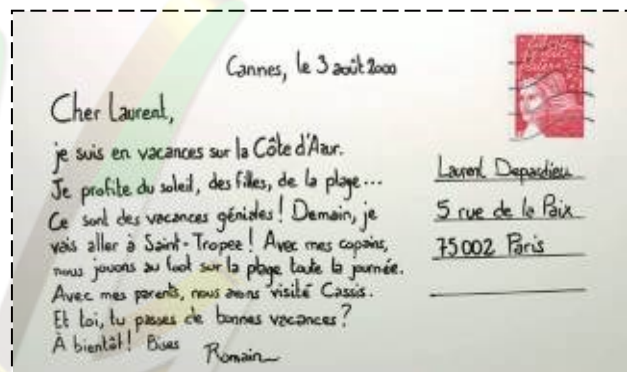 Cannes, le 3 août 2000
Cher Laurent,
je suis en vacances sur la Côte d'Azur.
Je profite du soleil, des filles, de la plage...
Ce sont des vacances géniales ! Demain, je
vais aller à Saint-Tropez ! Avec mes copains,
nous jouons au foot sur la plage toute la journée.
Avec mes parents, nous avons visité Cassis.
Et toi, tu passes de bonnes vacances ?
À bientôt ! Bises
Romain
Laurent Depardieu
5 rue de la Paix
75002 Paris